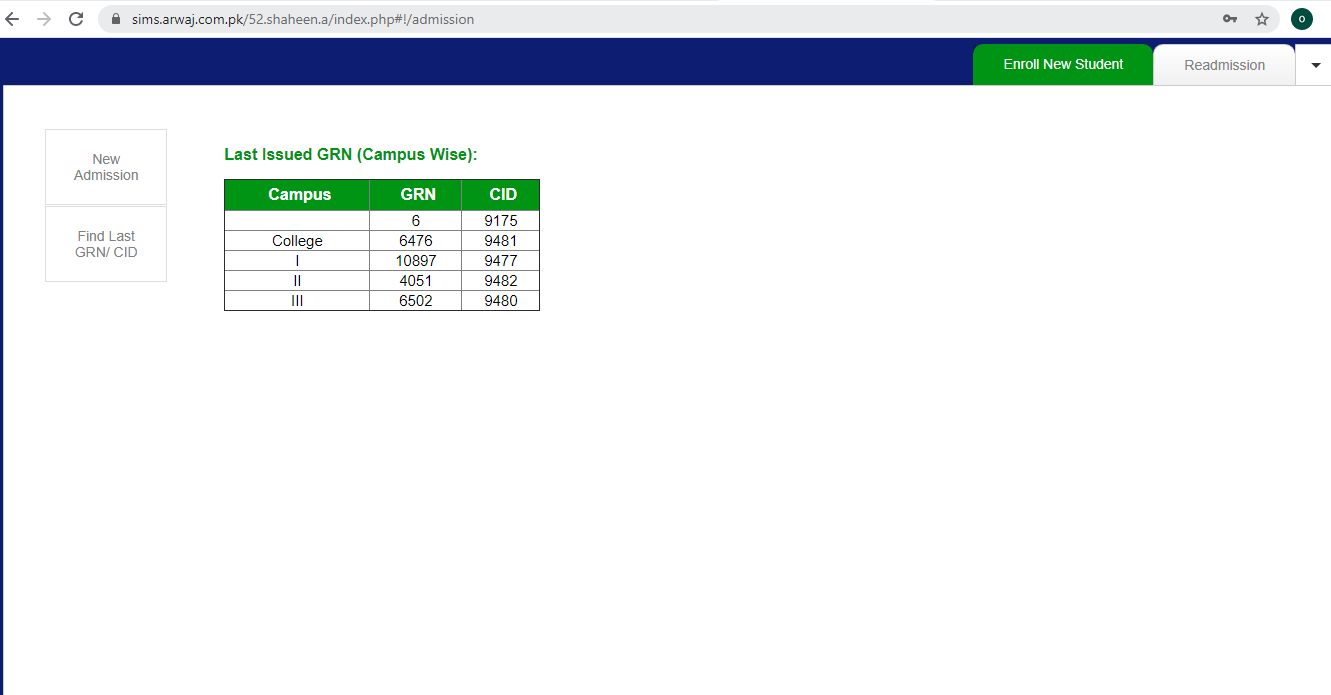 sims.arwaj.com.pk/52.shaheen.a/index.php#!/admission
O
Enroll New Student
Readmission
New
Admission
Find Last
GRN/ CID
Last Issued GRN (Campus Wise):
Campus GRN CID
6 9175
College 6476 9481
I 10897 9477
II 4051 9482
III 6502 9480